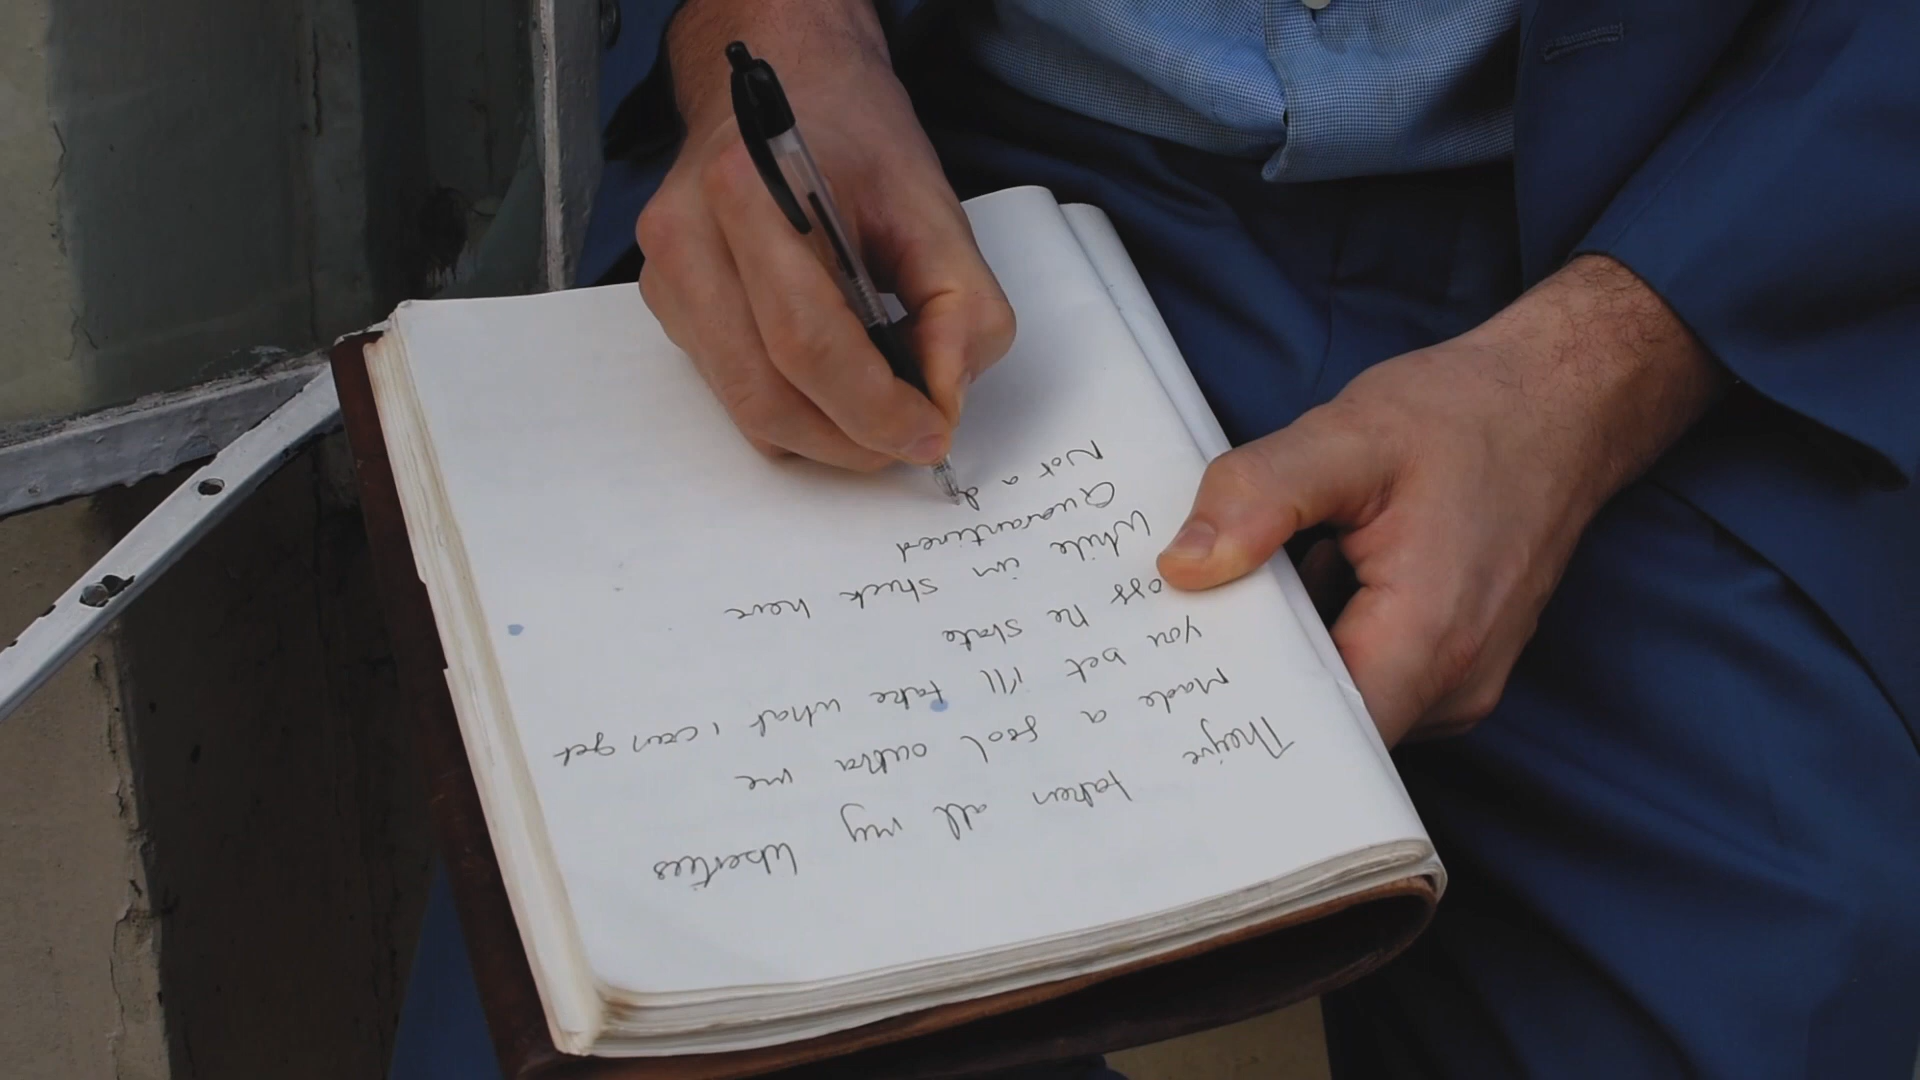 They've taken all my liberties
Made a fool outta me
you bet I'll take what i can get
off the state
While im stuck here
Quarantined
Not a d